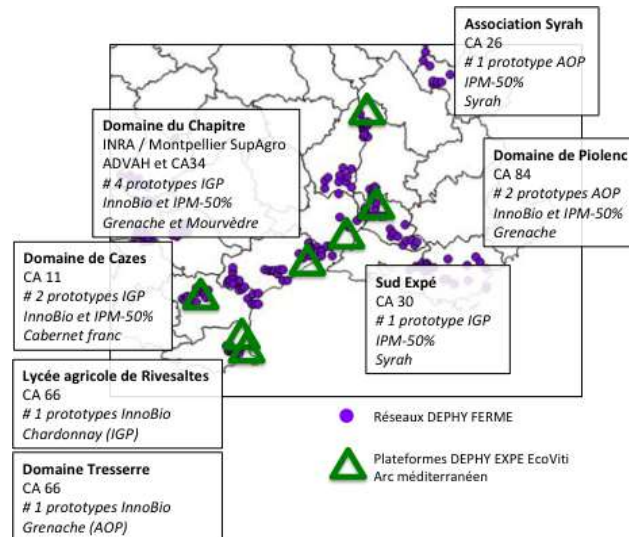 Association Syrah
CA 26
# 1 prototype AOP
IPM-50%
Syrah
Domaine du Chapitre
INRA / Montpellier SupAgro
ADVAH et CA34
# 4 prototypes IGP
InnoBio et IPM-50%
Grenache et Mourvèdre
Domaine de Piolenc
CA 84
# 2 prototypes AOP
InnoBio et IPM-50%
Grenache
Domaine de Cazes
CA 11
# 2 prototypes IGP
InnoBio et IPM-50%
Cabernet franc
Sud Expé
CA 30
# 1 prototype IGP
IPM-50%
Syrah
Lycée agricole de Rivesaltes
CA 66
# 1 prototypes InnoBio
Chardonnay (IGP)
Domaine Tresserre
CA 66
# 1 prototypes InnoBio
Grenache (AOP)
Réseaux DEPHY FERME
Plateformes DEPHY EXPE EcoViti
Arc méditerranéen